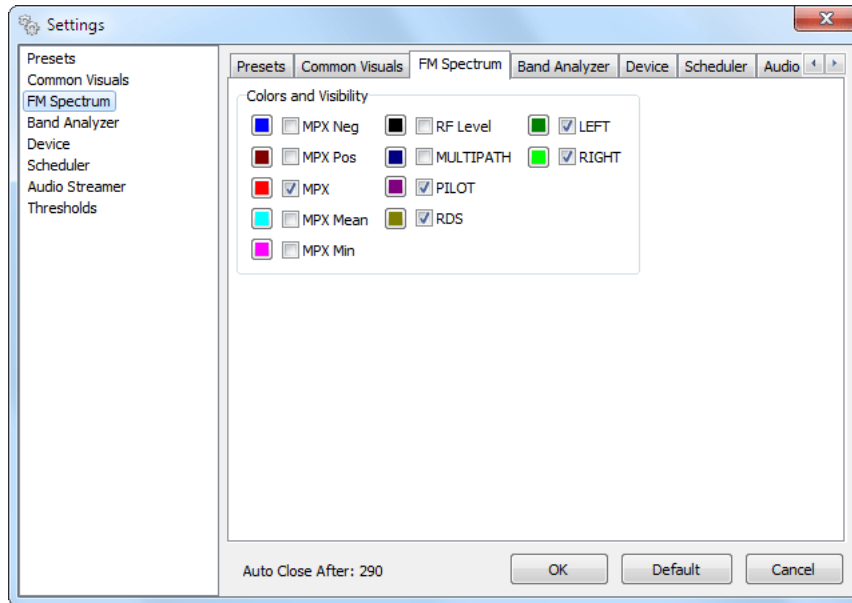 Settings
Presets
Common Visuals
FM Spectrum
Band Analyzer
Device
Scheduler
Audio Streamer
Thresholds
Presets Common Visuals FM Spectrum Band Analyzer Device Scheduler Audio
Colors and Visibility
MPX Neg RF Level LEFT
MPX Pos MULTIPATH RIGHT
MPX PILOT
MPX Mean RDS
MPX Min
Auto Close After: 290 OK Default Cancel